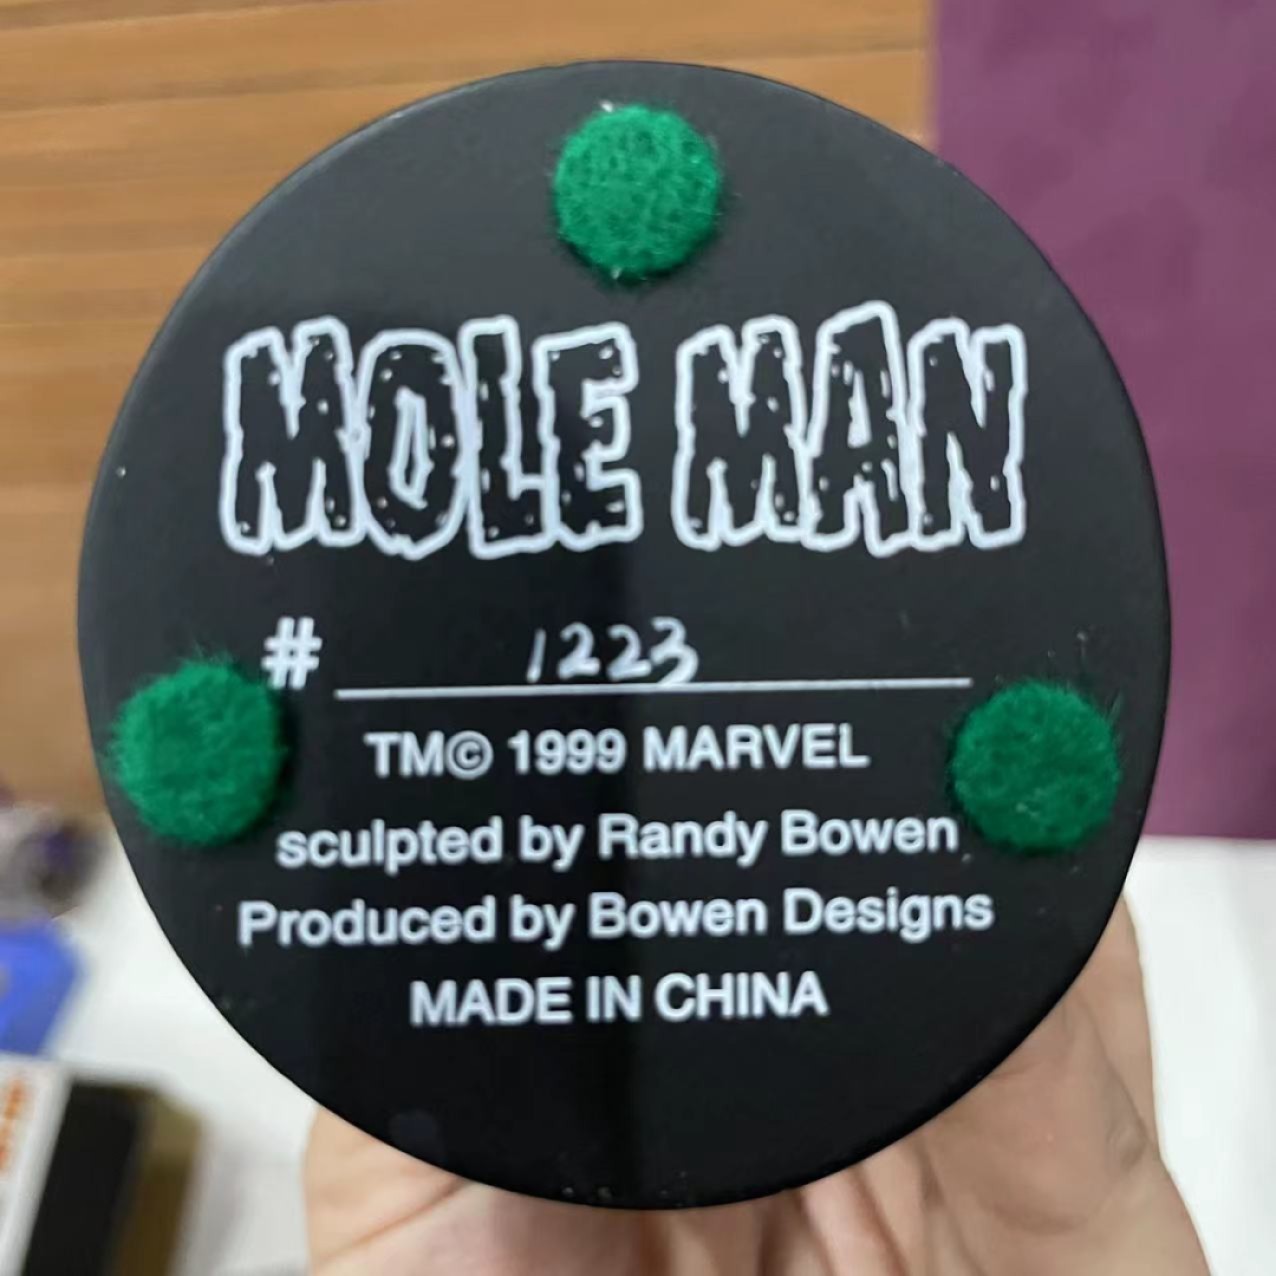 MOLE MAN
# 1223
TM© 1999 MARVEL
sculpted by Randy Bowen
Produced by Bowen Designs
MADE IN CHINA